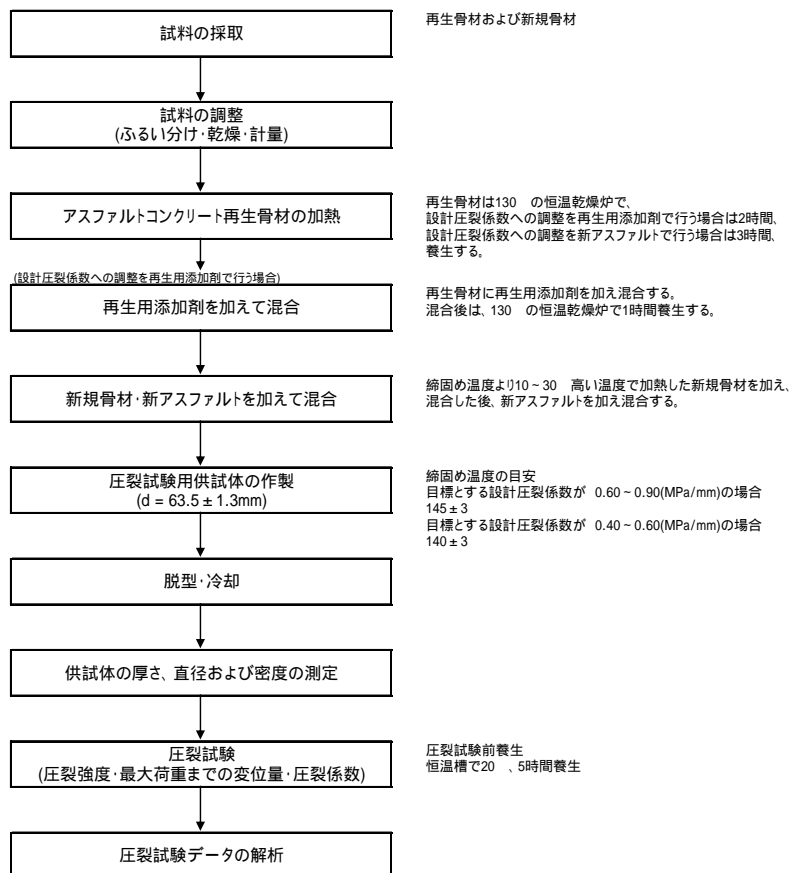 試料の採取
再生骨材および新規骨材
試料の調整
(ふるい分け･乾燥･計量)
アスファルトコンクリート再生骨材の加熱
再生骨材は130　の恒温乾燥炉で、
設計圧裂係数への調整を再生用添加剤で行う場合は2時間、
設計圧裂係数への調整を新アスファルトで行う場合は3時間、
養生する。
(設計圧裂係数への調整を再生用添加剤で行う場合)
再生用添加剤を加えて混合
再生骨材に再生用添加剤を加え混合する。
混合後は、130　の恒温乾燥炉で1時間養生する。
新規骨材･新アスファルトを加えて混合
締固め温度より10～30　高い温度で加熱した新規骨材を加え、
混合した後、新アスファルトを加え混合する。
圧裂試験用供試体の作製
(d = 63.5±1.3mm)
締固め温度の目安
目標とする設計圧裂係数が 0.60～0.90(MPa/mm)の場合
145±3
目標とする設計圧裂係数が 0.40～0.60(MPa/mm)の場合
140±3
脱型･冷却
供試体の厚さ、直径および密度の測定
圧裂試験
(圧裂強度･最大荷重までの変位量･圧裂係数)
圧裂試験前養生
恒温槽で20　、5時間養生
圧裂試験データの解析